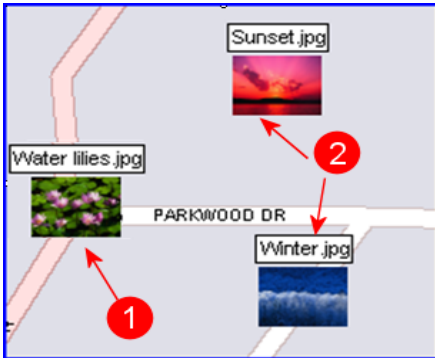 Sunset.jpg
2
Water lilies.jpg
PARKWOOD DR
Winter.jpg
1